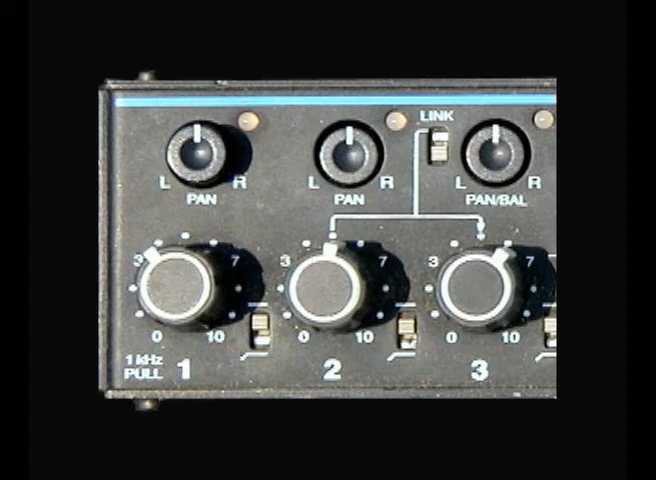 LINK
L R L R L R
PAN PAN PAN/BAL
3 7 3 7 3 7
0 10 0 10 0 10
1 kHz
PULL 1 2 3